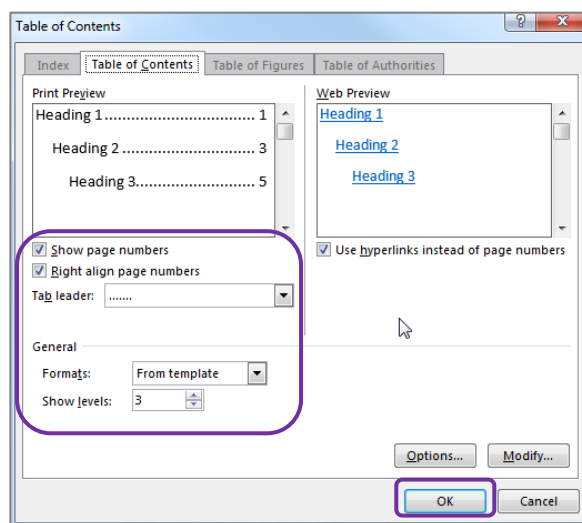 Table of Contents
Index Table of Contents Table of Figures Table of Authorities
Print Preview
Heading 1.................................... 1
Heading 2................................ 3
Heading 3............................. 5
Web Preview
Heading 1
Heading 2
Heading 3
Show page numbers
Right align page numbers
Tab leader: .......
Use hyperlinks instead of page numbers
General
Formats: From template
Show levels: 3
Options... Modify...
OK Cancel